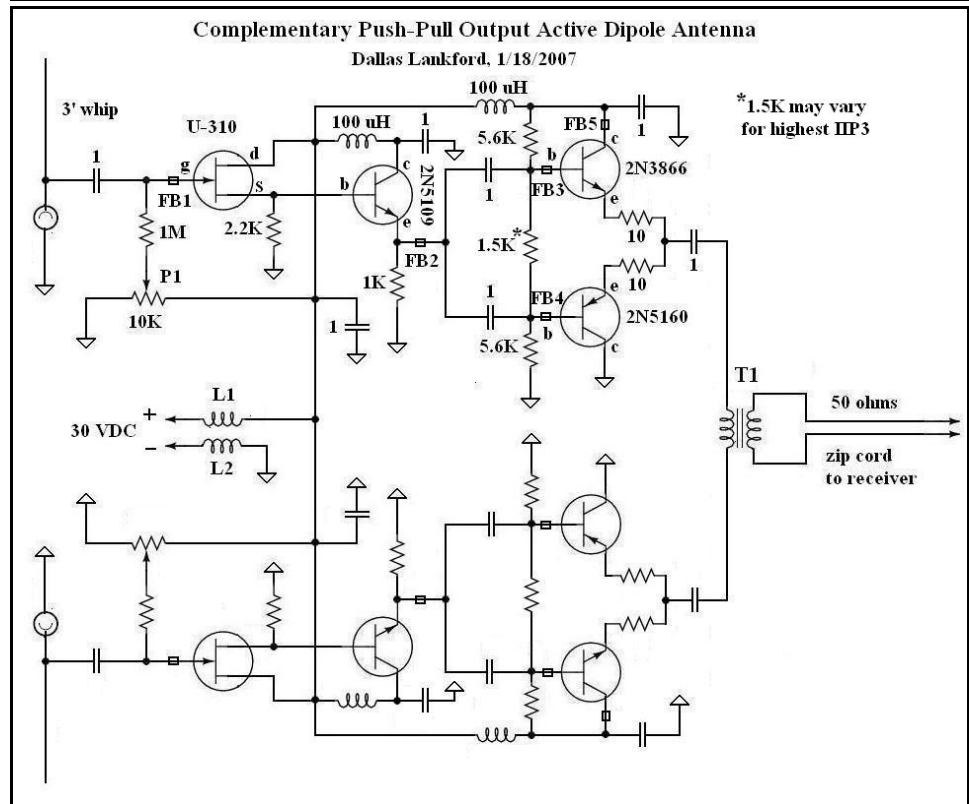 Complementary Push-Pull Output Active Dipole Antenna
Dallas Lankford, 1/18/2007
100 uH
*1.5K may vary
for highest IIP3
3' whip
U-310
100 uH
1
5.6K
FB5
1
1
d
c
b
c
2N3866
g
s
b
2N5109
1
FB3
FB1
e
e
1M
2.2K
1.5K*
10
FB2
1
P1
1K
1
e
10
FB4
2N5160
10K
1
b
c
5.6K
T1
L1
+
30 VDC
–
L2
50 ohms
zip cord
to receiver